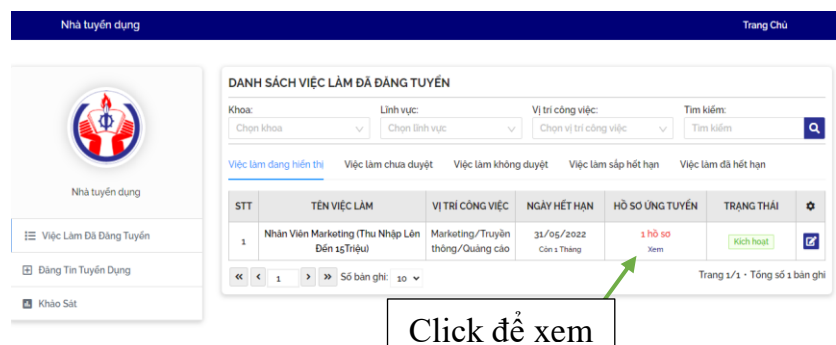 Nhà tuyển dụng
Trang Chủ
Nhà tuyển dụng
Việc Làm Đã Đăng Tuyển
Đăng Tin Tuyển Dụng
Khảo Sát
DANH SÁCH VIỆC LÀM ĐÃ ĐĂNG TUYỂN
Khoa: Lĩnh vực: Vị trí công việc: Tìm kiếm:
Chọn khoa Chọn lĩnh vực Chọn vị trí công việc Tìm kiếm
Việc làm đang hiển thị Việc làm chưa duyệt Việc làm không duyệt Việc làm sắp hết hạn Việc làm đã hết hạn
STT TÊN VIỆC LÀM VỊ TRÍ CÔNG VIỆC NGÀY HẾT HẠN HỒ SƠ ỨNG TUYỂN TRẠNG THÁI
1 Nhân Viên Marketing (Thu Nhập Lên Đến 15Triệu) Marketing/Truyền thông/Quảng cáo 31/05/2022 Còn 1 Tháng 1 hồ sơ Xem Kích hoạt
« ‹ 1 › » Số bản ghi: 10 Trang 1/1 - Tổng số 1 bản ghi
Click để xem